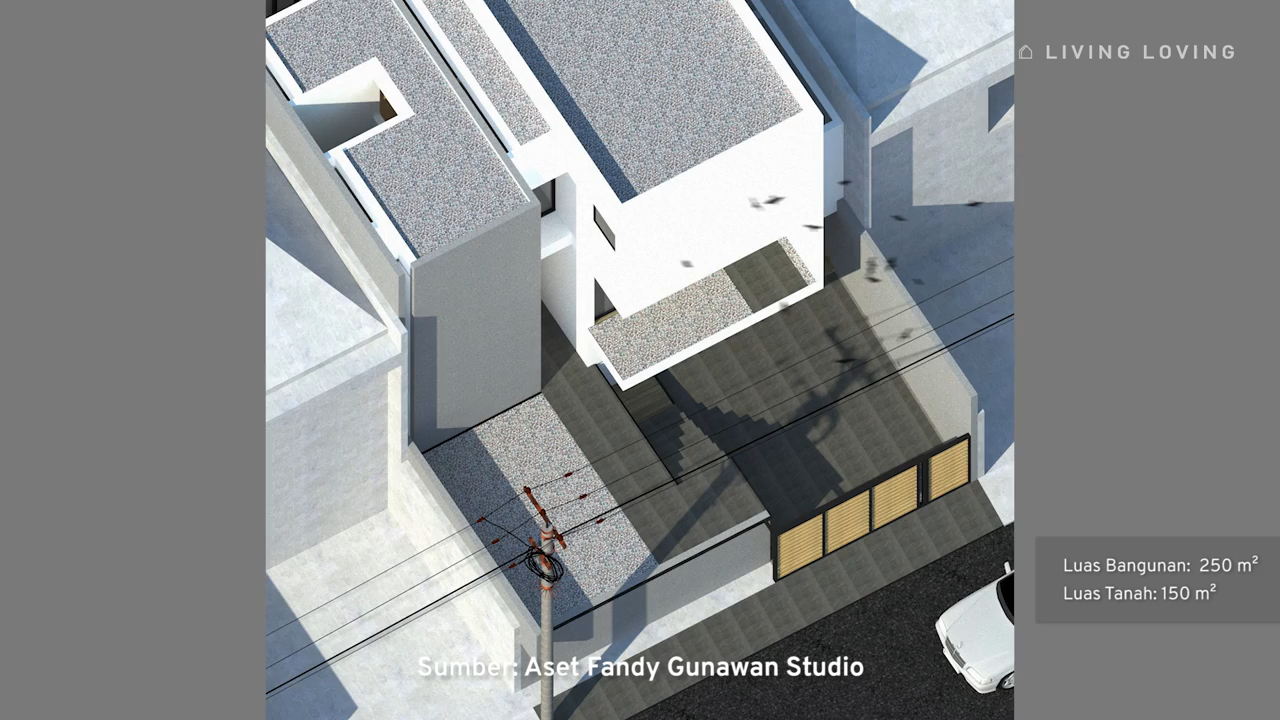 LIVING LOVING
Luas Bangunan: 250 m²
Luas Tanah: 150 m²
Sumber: Aset Fandy Gunawan Studio